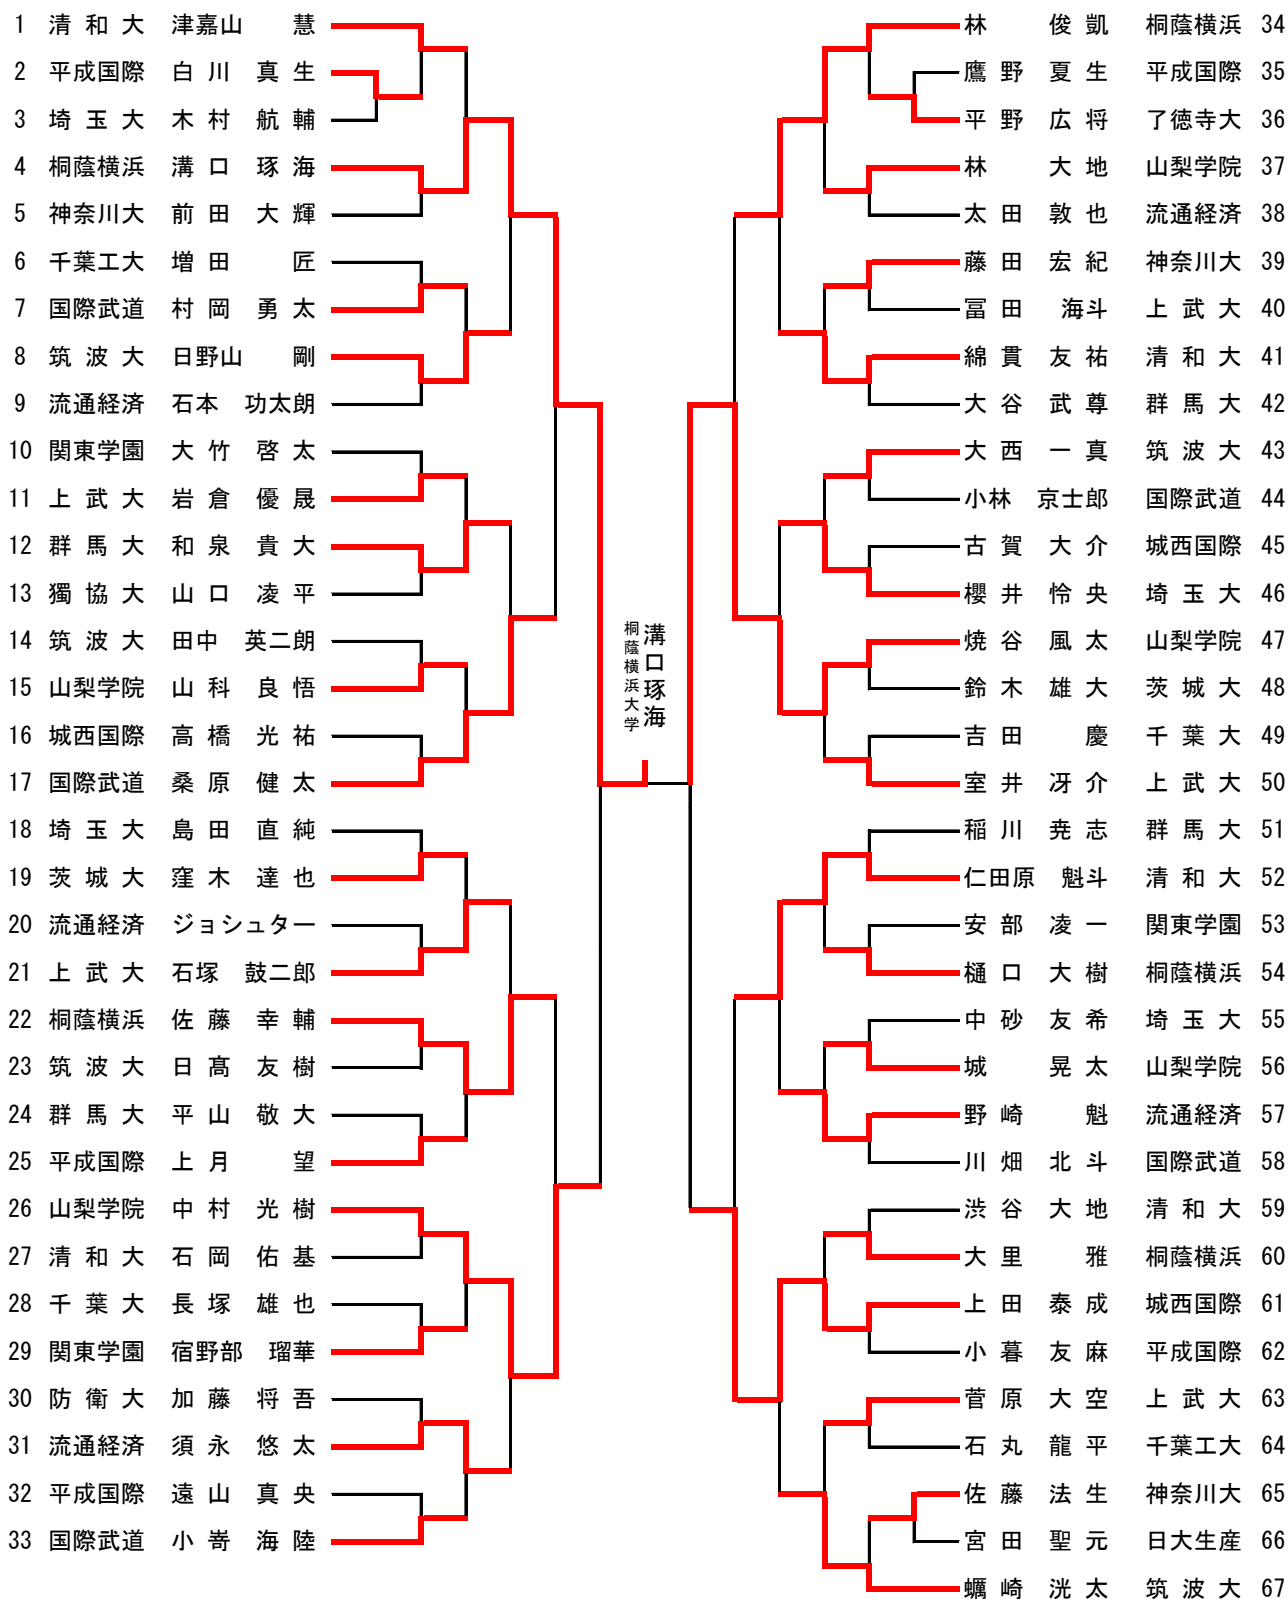 1 清和大 津嘉山 慧
2 平成国際 白川 真生
3 埼玉大 木村 航輔
4 桐蔭横浜 溝口 琢海
5 神奈川大 前田 大輝
6 千葉工大 増田 匠
7 国際武道 村岡 勇太
8 筑波大 日野山 剛
9 流通経済 石本 功太朗
10 関東学園 大竹 啓太
11 上武大 岩倉 優晟
12 群馬大 和泉 貴大
13 獨協大 山口 凌平
14 筑波大 田中 英二朗
15 山梨学院 山科 良悟
16 城西国際 高橋 光祐
17 国際武道 桑原 健太
18 埼玉大 島田 直純
19 茨城大 窪木 達也
20 流通経済 ジョシュター
21 上武大 石塚 鼓二郎
22 桐蔭横浜 佐藤 幸輔
23 筑波大 日髙 友樹
24 群馬大 平山 敬大
25 平成国際 上月 望
26 山梨学院 中村 光樹
27 清和大 石岡 佑基
28 千葉大 長塚 雄也
29 関東学園 宿野部 瑠華
30 防衛大 加藤 将吾
31 流通経済 須永 悠太
32 平成国際 遠山 真央
33 国際武道 小嵜 海陸
溝口琢海
桐蔭横浜大学
林 俊凱 桐蔭横浜 34
鷹野 夏生 平成国際 35
平野 広将 了徳寺大 36
林 大地 山梨学院 37
太田 敦也 流通経済 38
藤田 宏紀 神奈川大 39
冨田 海斗 上武大 40
綿貫 友祐 清和大 41
大谷 武尊 群馬大 42
大西 一真 筑波大 43
小林 京士郎 国際武道 44
古賀 大介 城西国際 45
櫻井 怜央 埼玉大 46
焼谷 風太 山梨学院 47
鈴木 雄大 茨城大 48
吉田 慶 千葉大 49
室井 冴介 上武大 50
稲川 尭志 群馬大 51
仁田原 魁斗 清和大 52
安部 凌一 関東学園 53
樋口 大樹 桐蔭横浜 54
中砂 友希 埼玉大 55
城 晃太 山梨学院 56
野崎 魁 流通経済 57
川畑 北斗 国際武道 58
渋谷 大地 清和大 59
大里 雅 桐蔭横浜 60
上田 泰成 城西国際 61
小暮 友麻 平成国際 62
菅原 大空 上武大 63
石丸 龍平 千葉工大 64
佐藤 法生 神奈川大 65
宮田 聖元 日大生産 66
蠣崎 洸太 筑波大 67